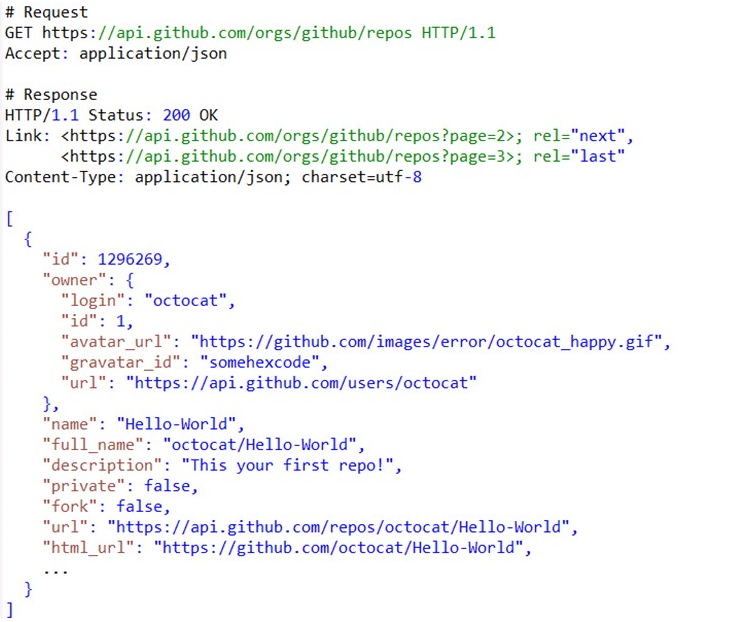 # Request
GET https://api.github.com/orgs/github/repos HTTP/1.1
Accept: application/json

# Response
HTTP/1.1 Status: 200 OK
Link: <https://api.github.com/orgs/github/repos?page=2>; rel="next",
      <https://api.github.com/orgs/github/repos?page=3>; rel="last"
Content-Type: application/json; charset=utf-8

[
  {
    "id": 1296269,
    "owner": {
      "login": "octocat",
      "id": 1,
      "avatar_url": "https://github.com/images/error/octocat_happy.gif",
      "gravatar_id": "somehexcode",
      "url": "https://api.github.com/users/octocat"
    },
    "name": "Hello-World",
    "full_name": "octocat/Hello-World",
    "description": "This your first repo!",
    "private": false,
    "fork": false,
    "url": "https://api.github.com/repos/octocat/Hello-World",
    "html_url": "https://github.com/octocat/Hello-World",
    ...
  }
]